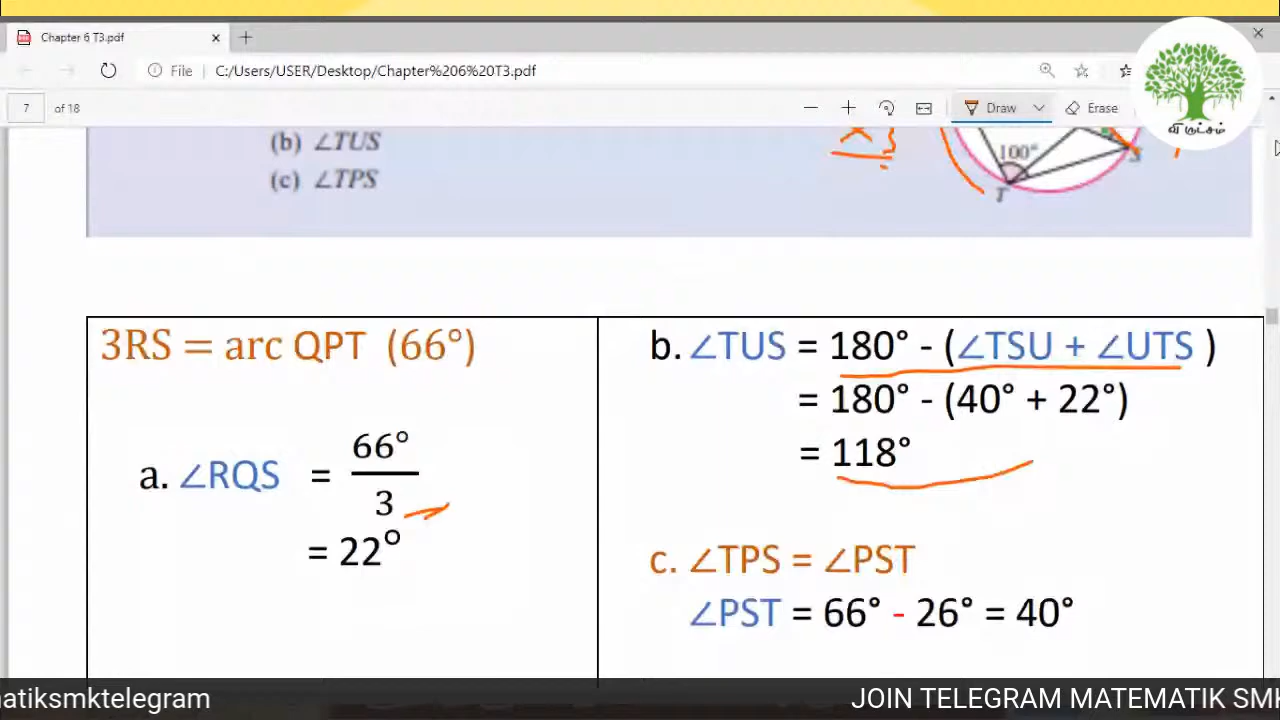 Chapter 6 T3.pdf
File C:/Users/USER/Desktop/Chapter%206%20T3.pdf
7 of 18 Draw Erase
விருட்சம்
(b) ∠TUS
(c) ∠TPS
100°
T
S
3RS = arc QPT (66°)
a. ∠RQS = 66°/3
= 22°
b. ∠TUS = 180° - (∠TSU + ∠UTS )
= 180° - (40° + 22°)
= 118°
c. ∠TPS = ∠PST
∠PST = 66° - 26° = 40°
atiksmktelegram
JOIN TELEGRAM MATEMATIK SMK